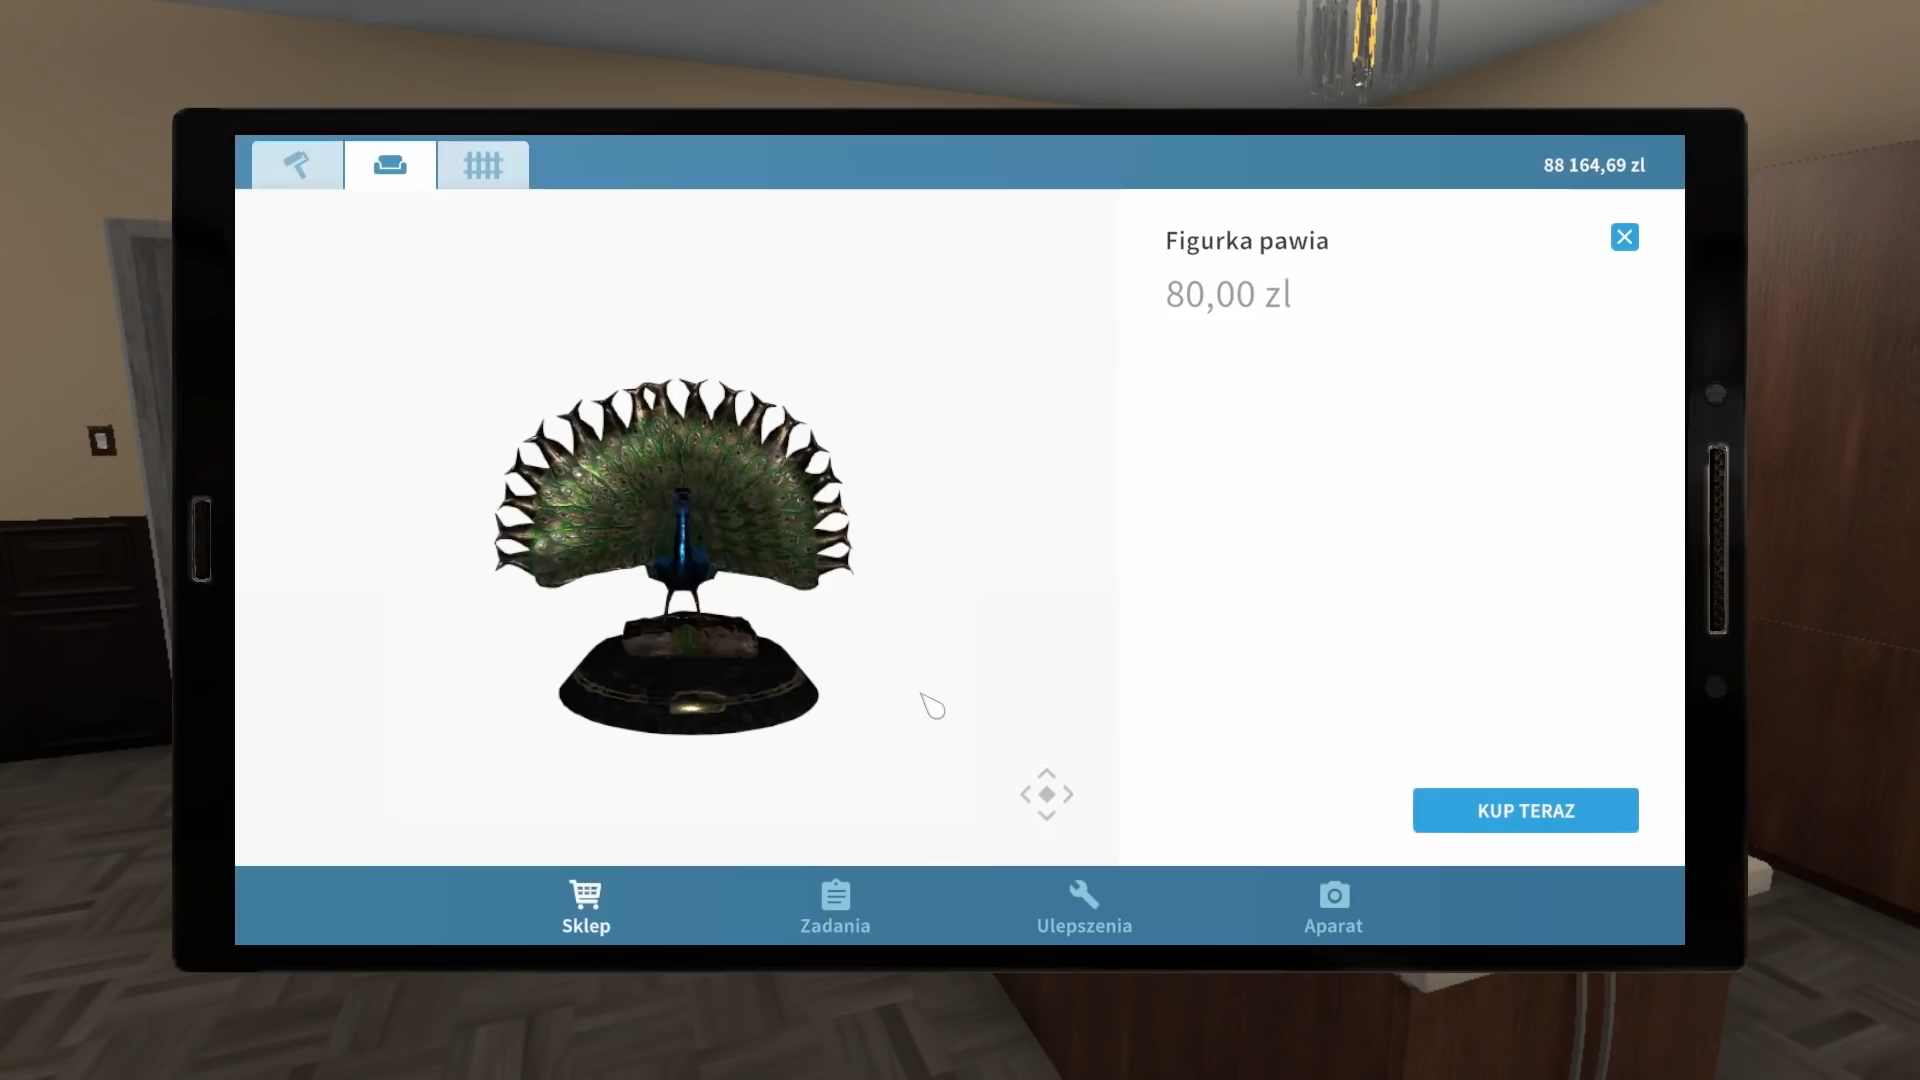 88 164,69 zl
Figurka pawia
80,00 zl
KUP TERAZ
Sklep
Zadania
Ulepszenia
Aparat